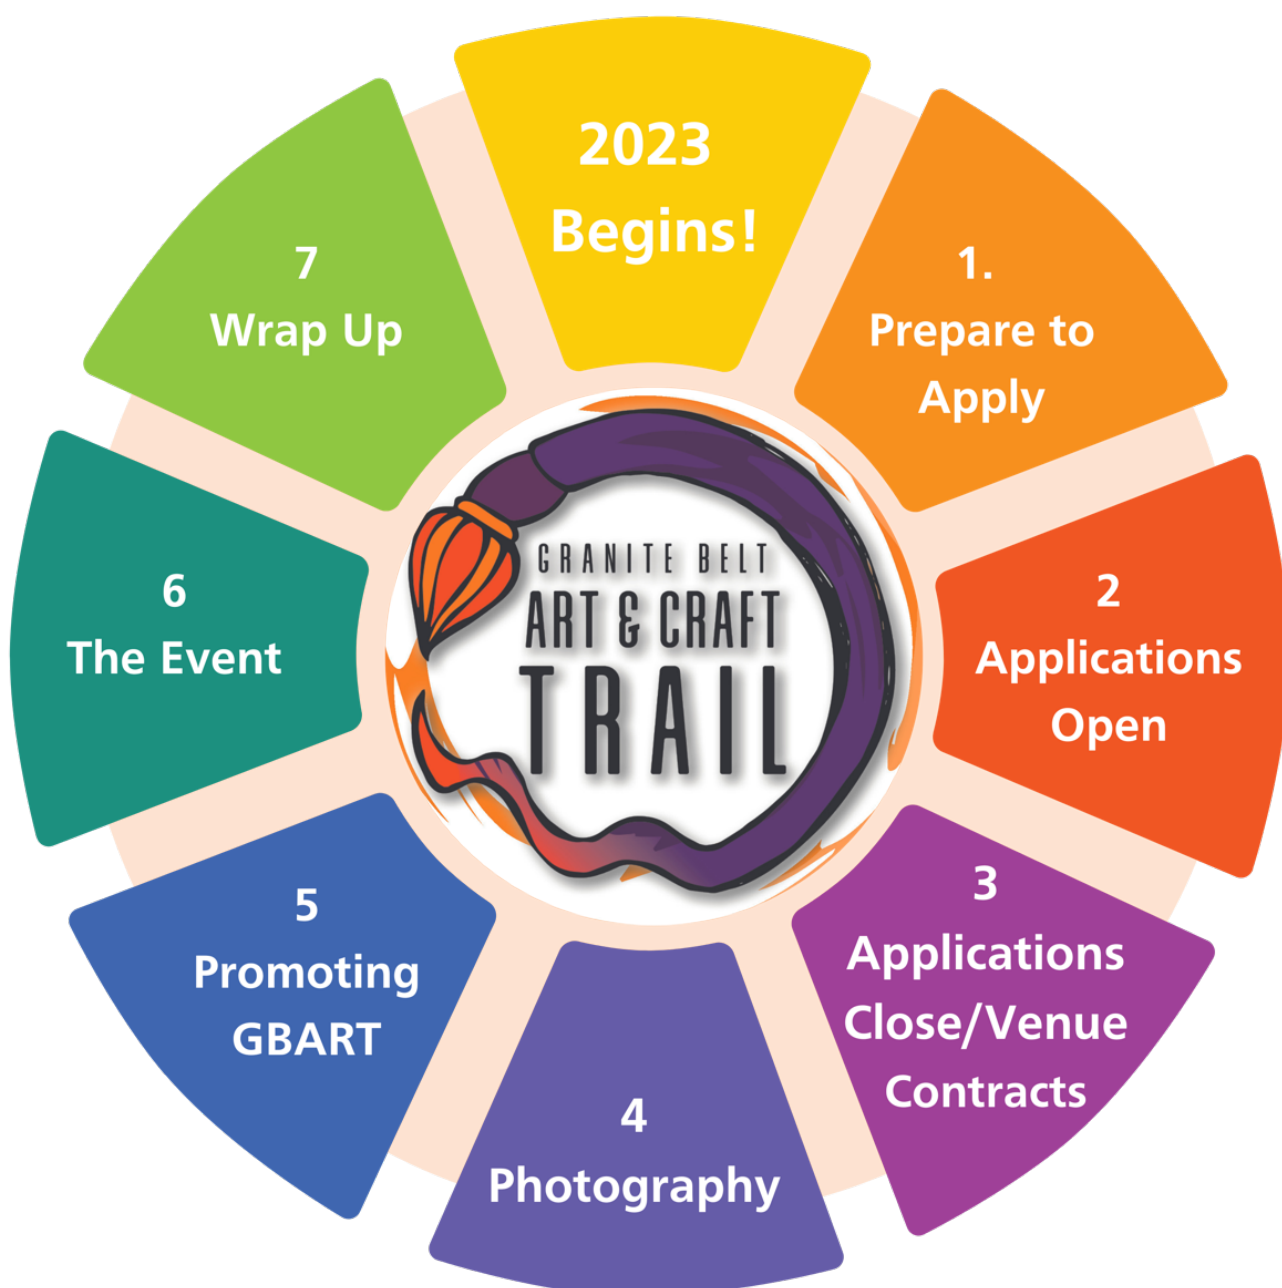 2023
Begins!
1.
Prepare to
Apply
2
Applications
Open
3
Applications
Close/Venue
Contracts
4
Photography
5
Promoting
GBART
6
The Event
7
Wrap Up
GRANITE BELT
ART & CRAFT
TRAIL